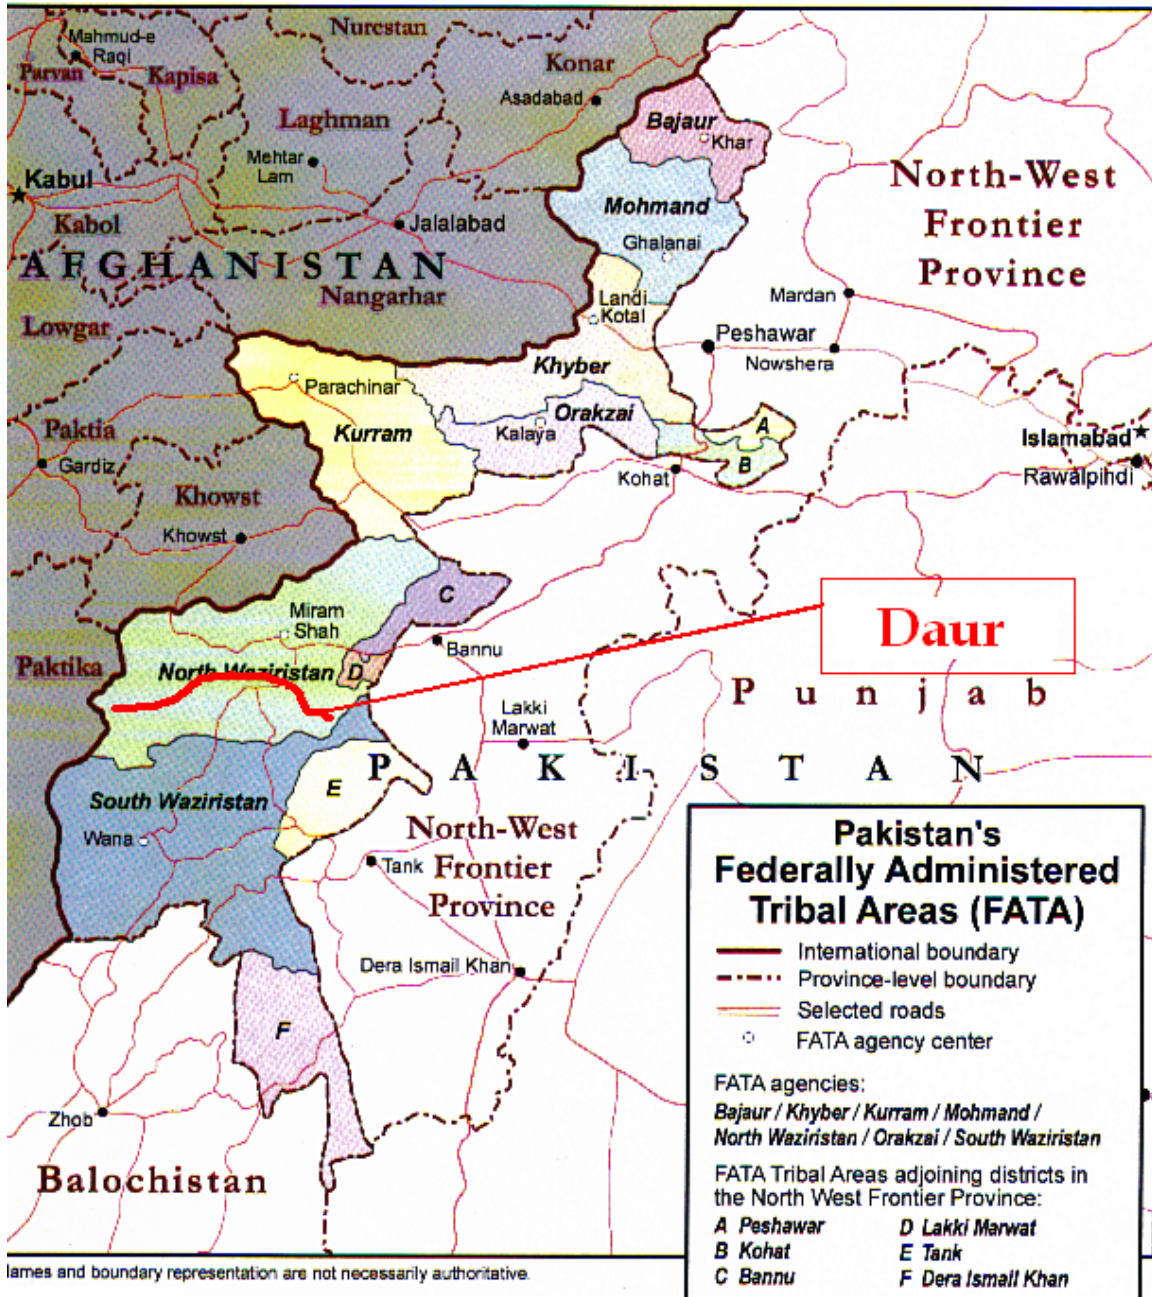 Mahmud-e
Raqi
Parvan
Kapisa
Nurestan
Konar
Asadabad
Laghman
Mehtar
Lam
Bajaur
Khar
Kabul
Kabol
Jalalabad
Mohmand
Ghalanai
North-West
Frontier
Province
AFGHANISTAN
Nangarhar
Lowgar
Landi
Kotal
Mardan
Peshawar
Nowshera
Khyber
Parachinar
Orakzai
Kalaya
Kurram
A
B
Islamabad
Rawalpindi
Paktia
Gardiz
Kohat
Khowst
Khowst
C
Miram
Shah
Bannu
Daur
Paktika
North Waziristan
D
Punjab
Lakki
Marwat
PAKISTAN
South Waziristan
E
Wana
North-West
Frontier
Province
Tank
Dera Ismail Khan
F
Zhob
Balochistan
Pakistan's
Federally Administered
Tribal Areas (FATA)
International boundary
Province-level boundary
Selected roads
FATA agency center
FATA agencies:
Bajaur / Khyber / Kurram / Mohmand /
North Waziristan / Orakzai / South Waziristan
FATA Tribal Areas adjoining districts in
the North West Frontier Province:
A Peshawar D Lakki Marwat
B Kohat E Tank
C Bannu F Dera Ismail Khan
ames and boundary representation are not necessarily authoritative.